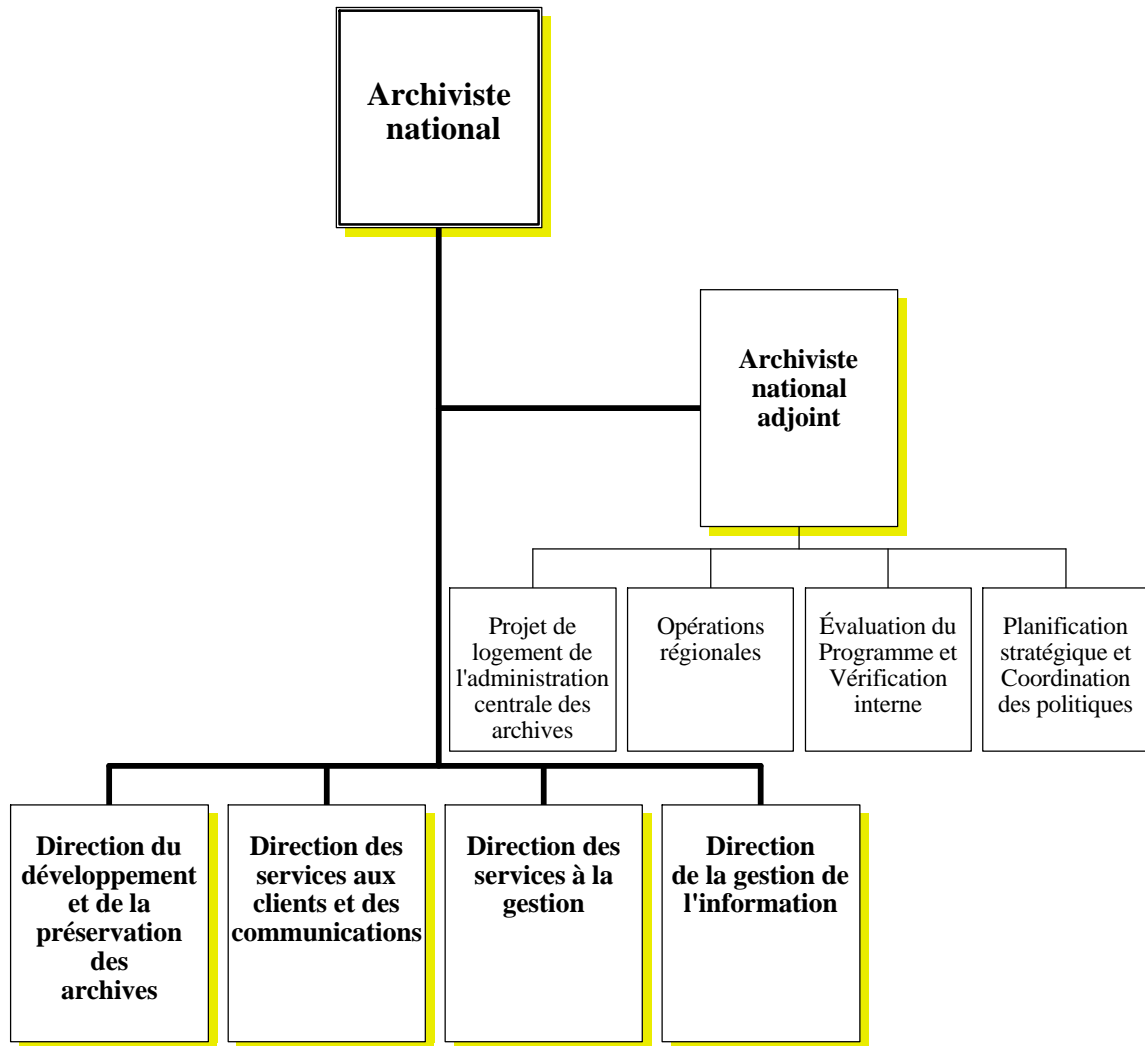 Archiviste
national
Archiviste
national
adjoint
Projet de
logement de
l'administration
centrale des
archives
Opérations
régionales
Évaluation du
Programme et
Vérification
interne
Planification
stratégique et
Coordination
des politiques
Direction du
développement
et de la
préservation
des
archives
Direction des
services aux
clients et des
communications
Direction des
services à la
gestion
Direction
de la gestion de
l'information